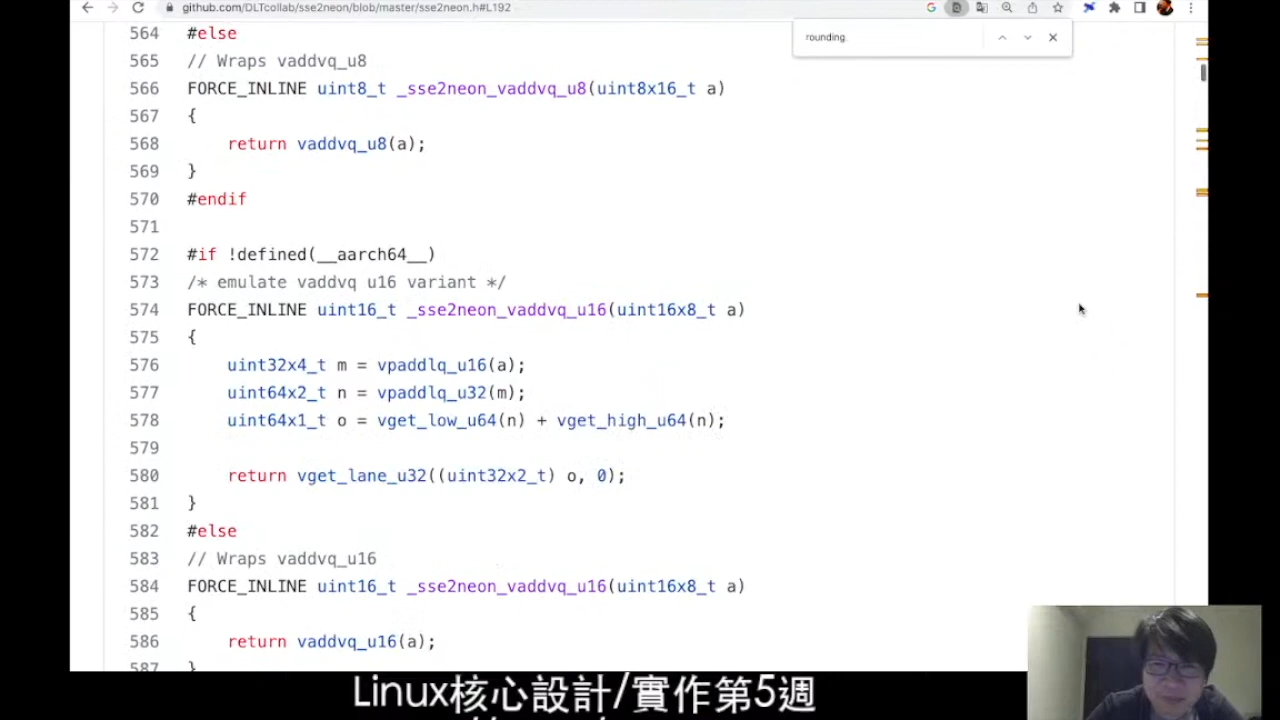 github.com/DLTcollab/sse2neon/blob/master/sse2neon.h#L192
rounding
564 #else
565 // Wraps vaddvq_u8
566 FORCE_INLINE uint8_t _sse2neon_vaddvq_u8(uint8x16_t a)
567 {
568 return vaddvq_u8(a);
569 }
570 #endif
571
572 #if !defined(__aarch64__)
573 /* emulate vaddvq u16 variant */
574 FORCE_INLINE uint16_t _sse2neon_vaddvq_u16(uint16x8_t a)
575 {
576 uint32x4_t m = vpaddlq_u16(a);
577 uint64x2_t n = vpaddlq_u32(m);
578 uint64x1_t o = vget_low_u64(n) + vget_high_u64(n);
579
580 return vget_lane_u32((uint32x2_t) o, 0);
581 }
582 #else
583 // Wraps vaddvq_u16
584 FORCE_INLINE uint16_t _sse2neon_vaddvq_u16(uint16x8_t a)
585 {
586 return vaddvq_u16(a);
587 }
Linux核心設計/實作第5週